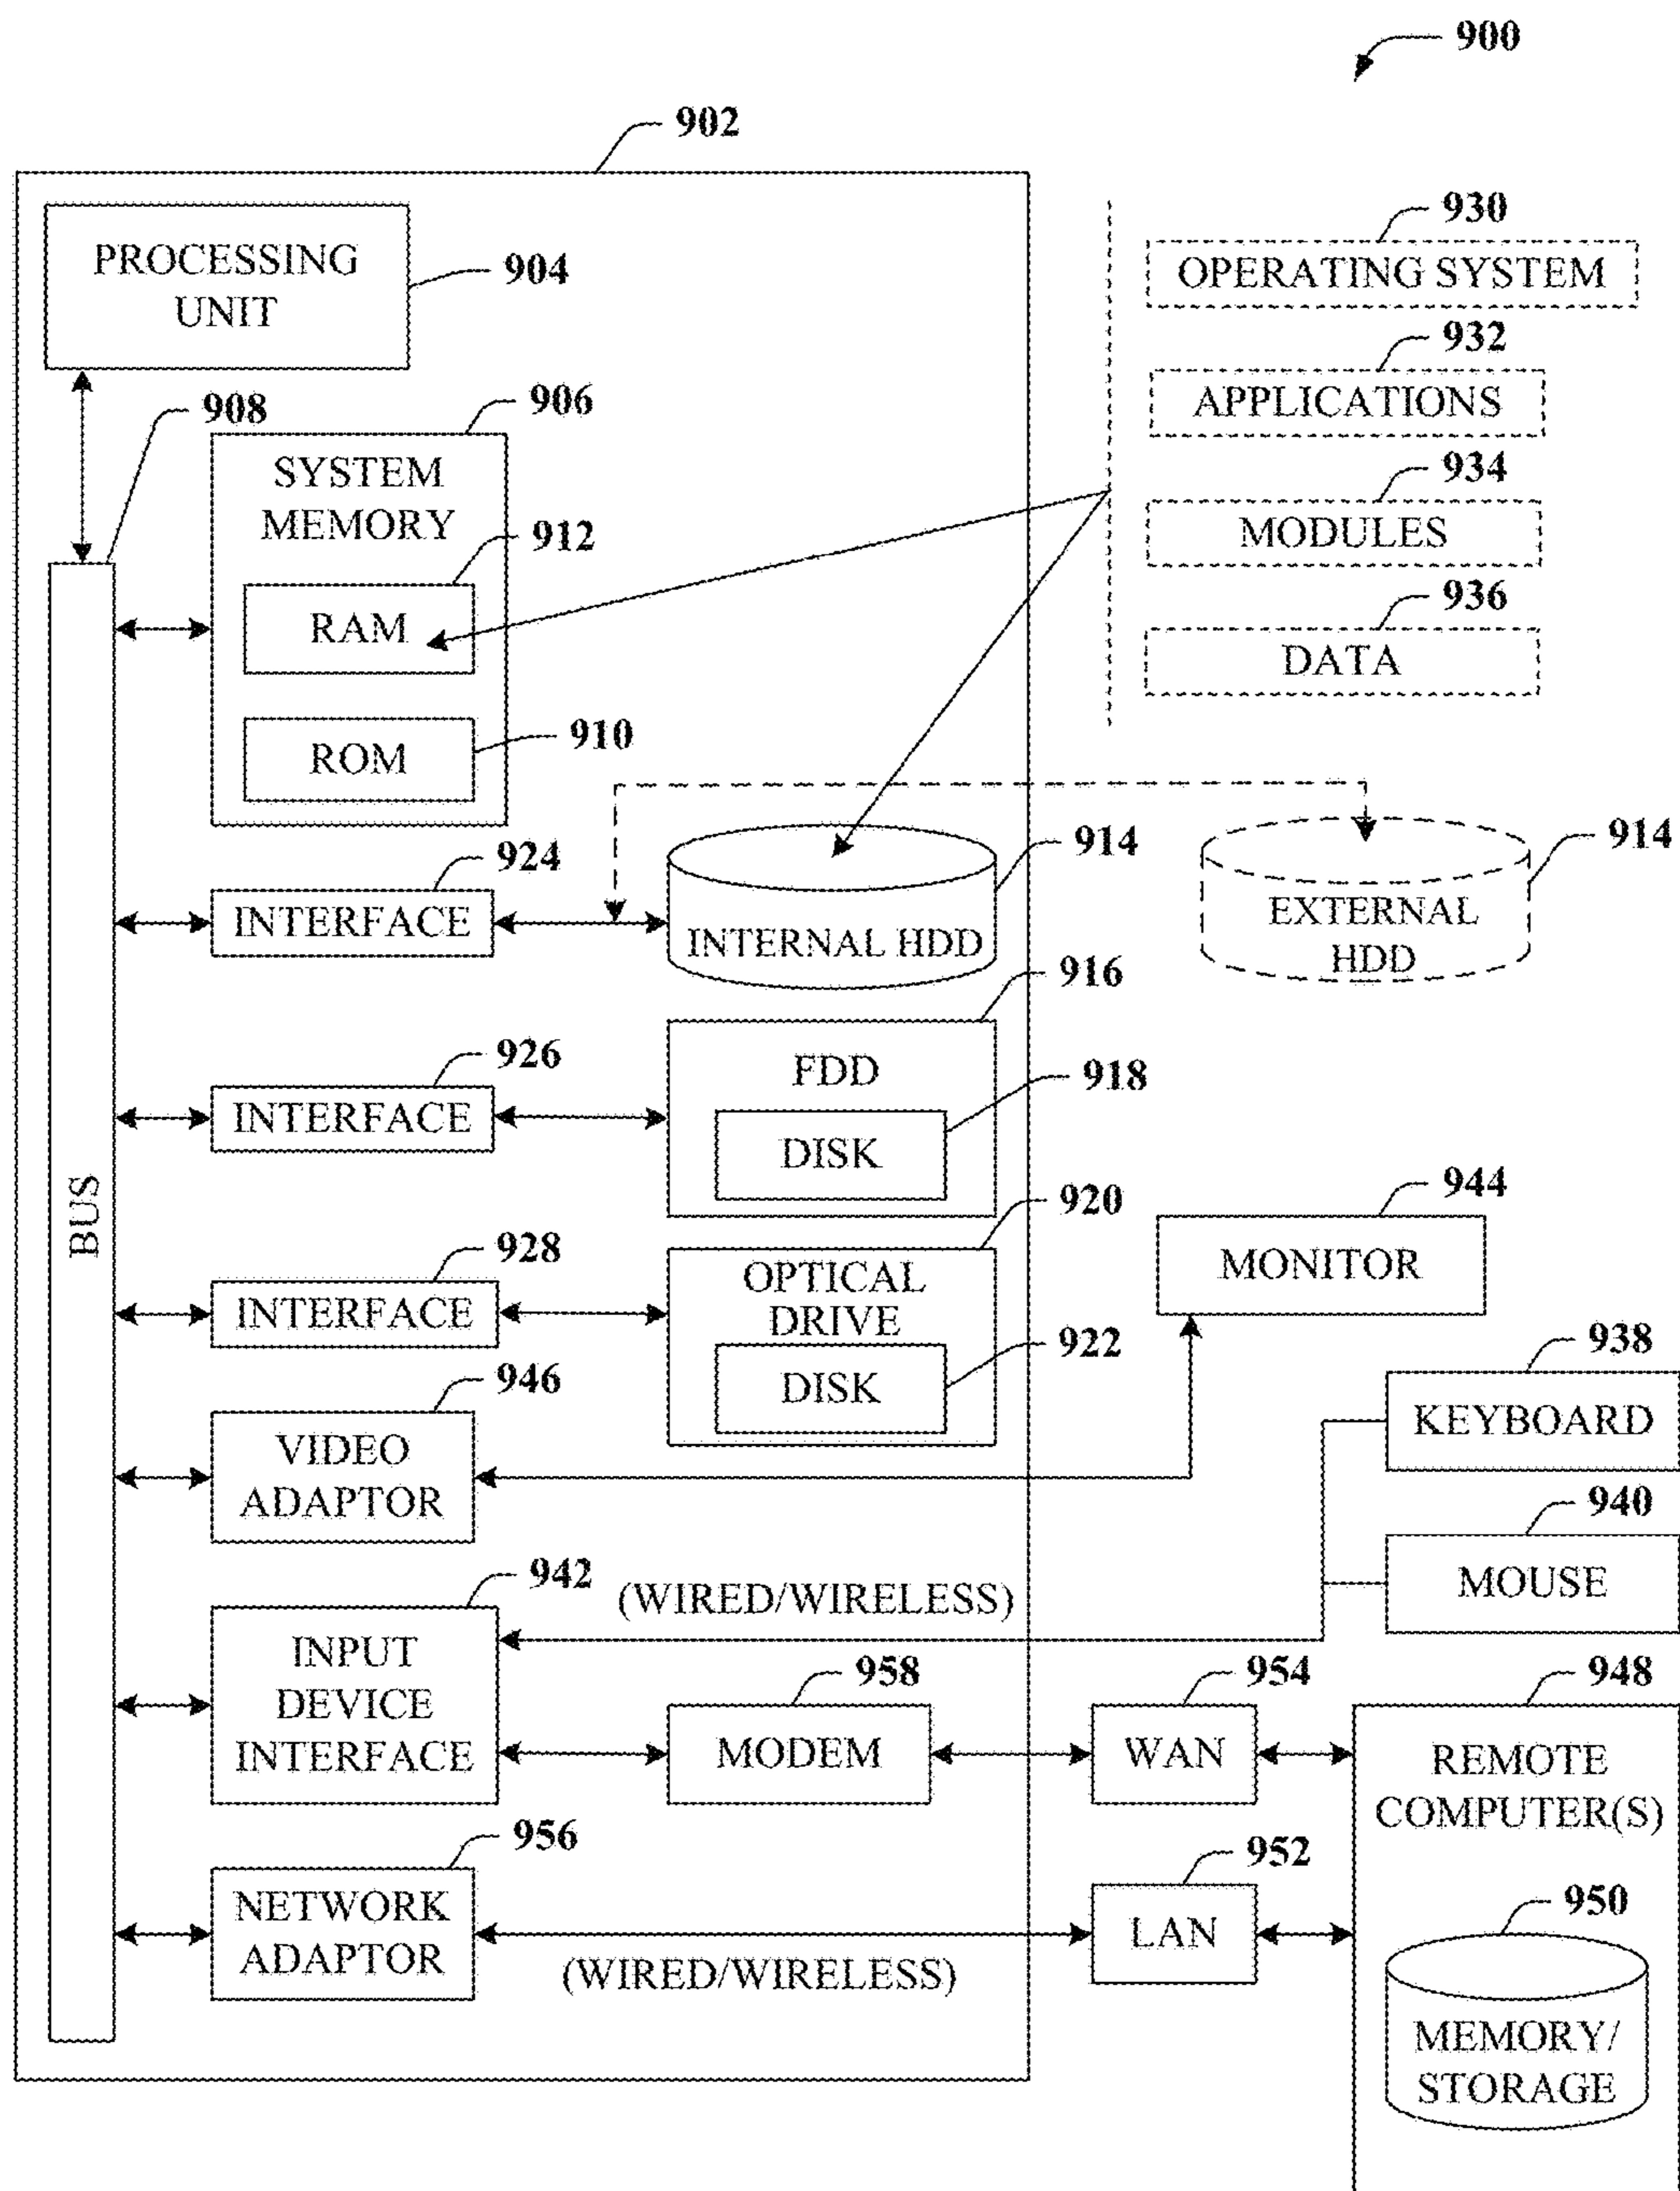 900
902
PROCESSING
UNIT
904
930
OPERATING SYSTEM
932
APPLICATIONS
934
MODULES
936
DATA
908
906
SYSTEM
MEMORY
912
RAM
910
ROM
924
INTERFACE
914
INTERNAL HDD
914
EXTERNAL
HDD
926
INTERFACE
916
FDD
918
DISK
BUS
928
INTERFACE
920
OPTICAL
DRIVE
922
DISK
944
MONITOR
946
VIDEO
ADAPTOR
938
KEYBOARD
940
MOUSE
942
INPUT
DEVICE
INTERFACE
(WIRED/WIRELESS)
958
MODEM
954
WAN
948
REMOTE
COMPUTER(S)
956
NETWORK
ADAPTOR
(WIRED/WIRELESS)
952
LAN
950
MEMORY/
STORAGE